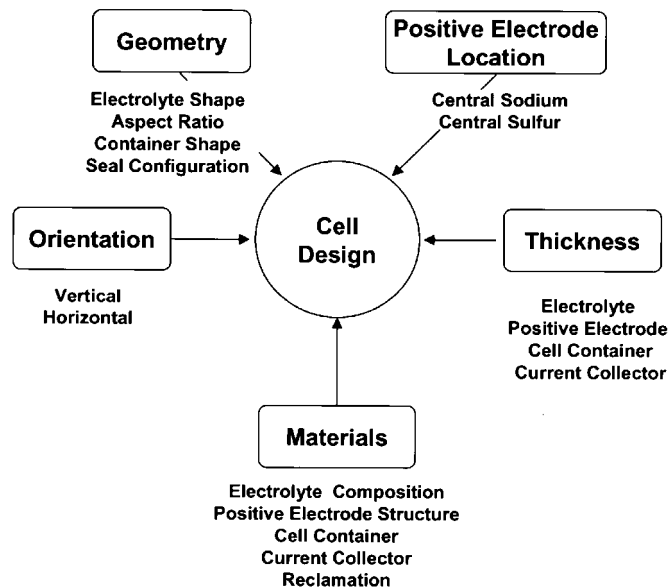 Geometry
Electrolyte Shape
Aspect Ratio
Container Shape
Seal Configuration
Positive Electrode
Location
Central Sodium
Central Sulfur
Orientation
Vertical
Horizontal
Cell
Design
Thickness
Electrolyte
Positive Electrode
Cell Container
Current Collector
Materials
Electrolyte Composition
Positive Electrode Structure
Cell Container
Current Collector
Reclamation